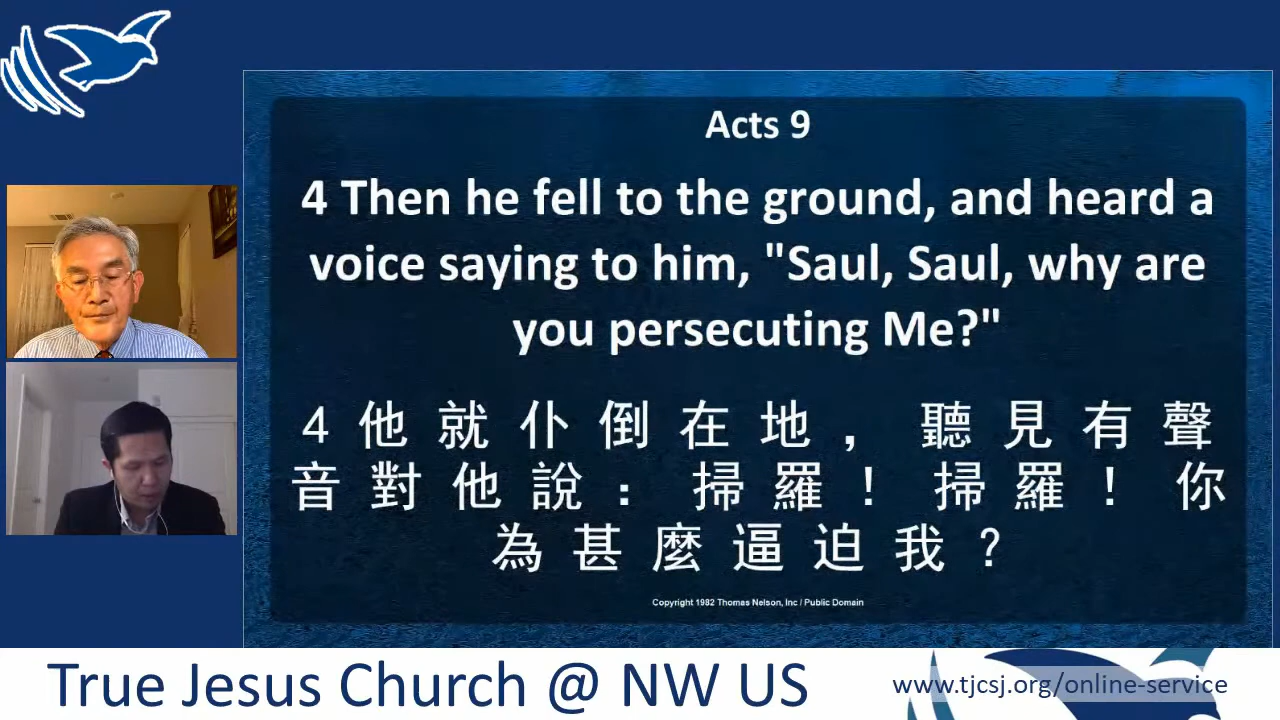 Acts 9
4 Then he fell to the ground, and heard a
voice saying to him, "Saul, Saul, why are
you persecuting Me?"
4 他 就 仆 倒 在 地 ， 聽 見 有 聲
音 對 他 說 ： 掃 羅 ！ 掃 羅 ！ 你
為 甚 麼 逼 迫 我 ？
Copyright 1982 Thomas Nelson, Inc / Public Domain
True Jesus Church @ NW US
www.tjcsj.org/online-service